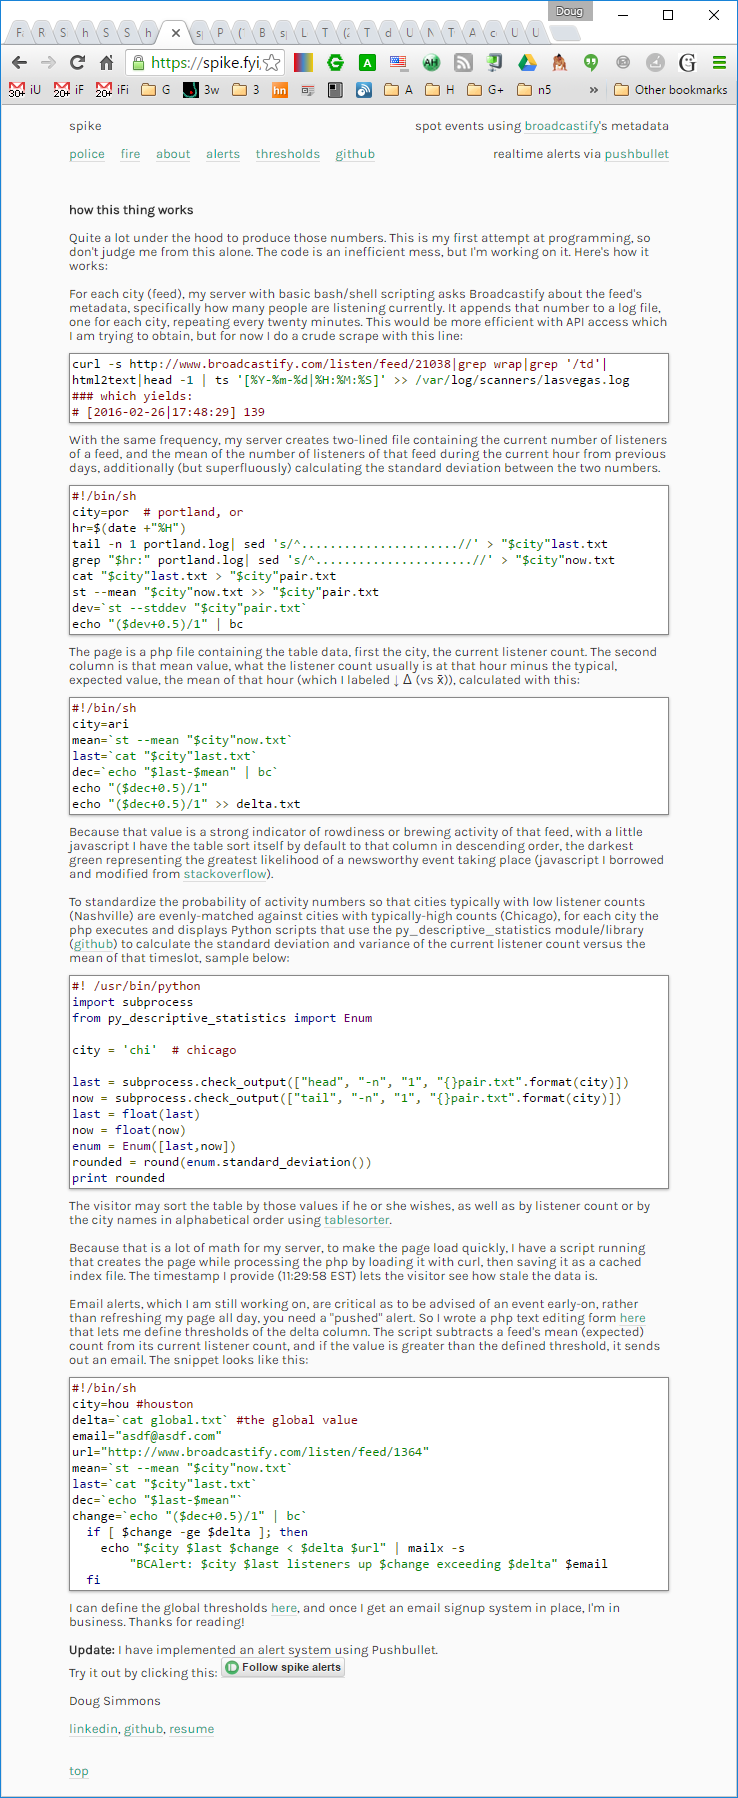 Doug
F R S h S S h s P ( B s L T ( T d U N T A c U U
https://spike.fyi
30+ iU 20+ iF 20+ iFi G 3w 3 hn A H G+ n5 » Other bookmarks
spike spot events using broadcastify's metadata
police fire about alerts thresholds github realtime alerts via pushbullet
how this thing works
Quite a lot under the hood to produce those numbers. This is my first attempt at programming, so
don't judge me from this alone. The code is an inefficient mess, but I'm working on it. Here's how it
works:
For each city (feed), my server with basic bash/shell scripting asks Broadcastify about the feed's
metadata, specifically how many people are listening currently. It appends that number to a log file,
one for each city, repeating every twenty minutes. This would be more efficient with API access which
I am trying to obtain, but for now I do a crude scrape with this line:
curl -s http://www.broadcastify.com/listen/feed/21038|grep wrap|grep '/td'|
html2text|head -1 | ts '[%Y-%m-%d|%H:%M:%S]' >> /var/log/scanners/lasvegas.log
### which yields:
# [2016-02-26|17:48:29] 139
With the same frequency, my server creates two-lined file containing the current number of listeners
of a feed, and the mean of the number of listeners of that feed during the current hour from previous
days, additionally (but superfluously) calculating the standard deviation between the two numbers.
#!/bin/sh
city=por # portland, or
hr=$(date +"%H")
tail -n 1 portland.log| sed 's/^......................//' > "$city"last.txt
grep "$hr:" portland.log| sed 's/^......................//' > "$city"now.txt
cat "$city"last.txt > "$city"pair.txt
st --mean "$city"now.txt >> "$city"pair.txt
dev=`st --stddev "$city"pair.txt`
echo "($dev+0.5)/1" | bc
The page is a php file containing the table data, first the city, the current listener count. The second
column is that mean value, what the listener count usually is at that hour minus the typical,
expected value, the mean of that hour (which I labeled ↓ Δ (vs x̄)), calculated with this:
#!/bin/sh
city=ari
mean=`st --mean "$city"now.txt`
last=`cat "$city"last.txt`
dec=`echo "$last-$mean" | bc`
echo "($dec+0.5)/1"
echo "($dec+0.5)/1" >> delta.txt
Because that value is a strong indicator of rowdiness or brewing activity of that feed, with a little
javascript I have the table sort itself by default to that column in descending order, the darkest
green representing the greatest likelihood of a newsworthy event taking place (javascript I borrowed
and modified from stackoverflow).
To standardize the probability of activity numbers so that cities typically with low listener counts
(Nashville) are evenly-matched against cities with typically-high counts (Chicago), for each city the
php executes and displays Python scripts that use the py_descriptive_statistics module/library
(github) to calculate the standard deviation and variance of the current listener count versus the
mean of that timeslot, sample below:
#! /usr/bin/python
import subprocess
from py_descriptive_statistics import Enum
city = 'chi' # chicago
last = subprocess.check_output(["head", "-n", "1", "{}pair.txt".format(city)])
now = subprocess.check_output(["tail", "-n", "1", "{}pair.txt".format(city)])
last = float(last)
now = float(now)
enum = Enum([last,now])
rounded = round(enum.standard_deviation())
print rounded
The visitor may sort the table by those values if he or she wishes, as well as by listener count or by
the city names in alphabetical order using tablesorter.
Because that is a lot of math for my server, to make the page load quickly, I have a script running
that creates the page while processing the php by loading it with curl, then saving it as a cached
index file. The timestamp I provide (11:29:58 EST) lets the visitor see how stale the data is.
Email alerts, which I am still working on, are critical as to be advised of an event early-on, rather
than refreshing my page all day, you need a "pushed" alert. So I wrote a php text editing form here
that lets me define thresholds of the delta column. The script subtracts a feed's mean (expected)
count from its current listener count, and if the value is greater than the defined threshold, it sends
out an email. The snippet looks like this:
#!/bin/sh
city=hou #houston
delta=`cat global.txt` #the global value
email="asdf@asdf.com"
url="http://www.broadcastify.com/listen/feed/1364"
mean=`st --mean "$city"now.txt`
last=`cat "$city"last.txt`
dec=`echo "$last-$mean"`
change=`echo "($dec+0.5)/1" | bc`
if [ $change -ge $delta ]; then
echo "$city $last $change < $delta $url" | mailx -s
"BCAlert: $city $last listeners up $change exceeding $delta" $email
fi
I can define the global thresholds here, and once I get an email signup system in place, I'm in
business. Thanks for reading!
Update: I have implemented an alert system using Pushbullet.
Try it out by clicking this: Follow spike alerts
Doug Simmons
linkedin, github, resume
top